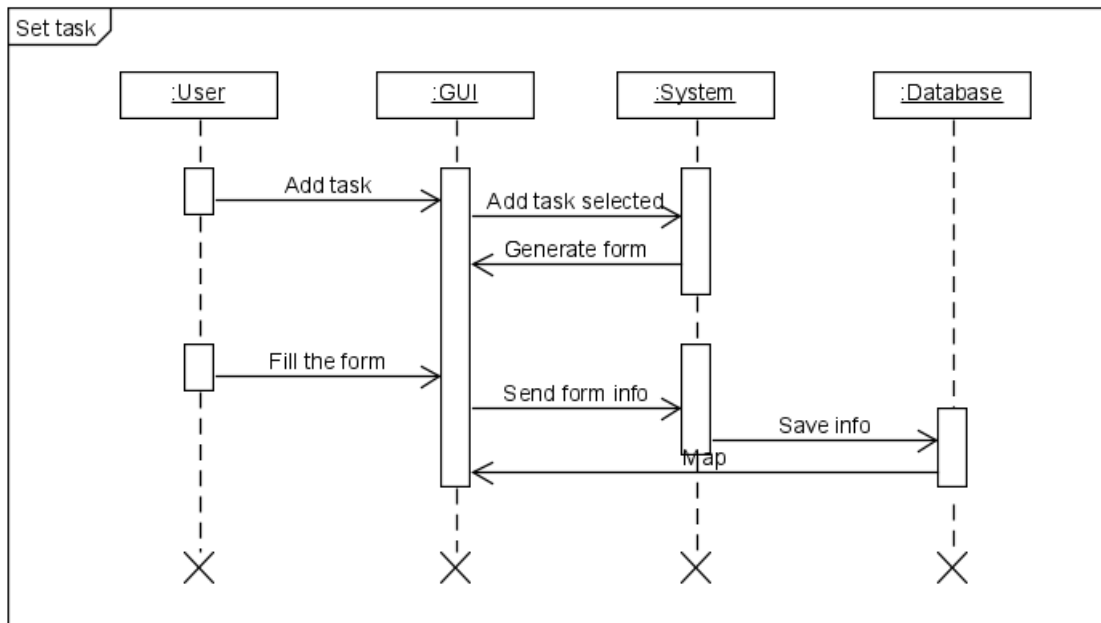 Set task
:User
:GUI
:System
:Database
Add task
Add task selected
Generate form
Fill the form
Send form info
Save info
Map